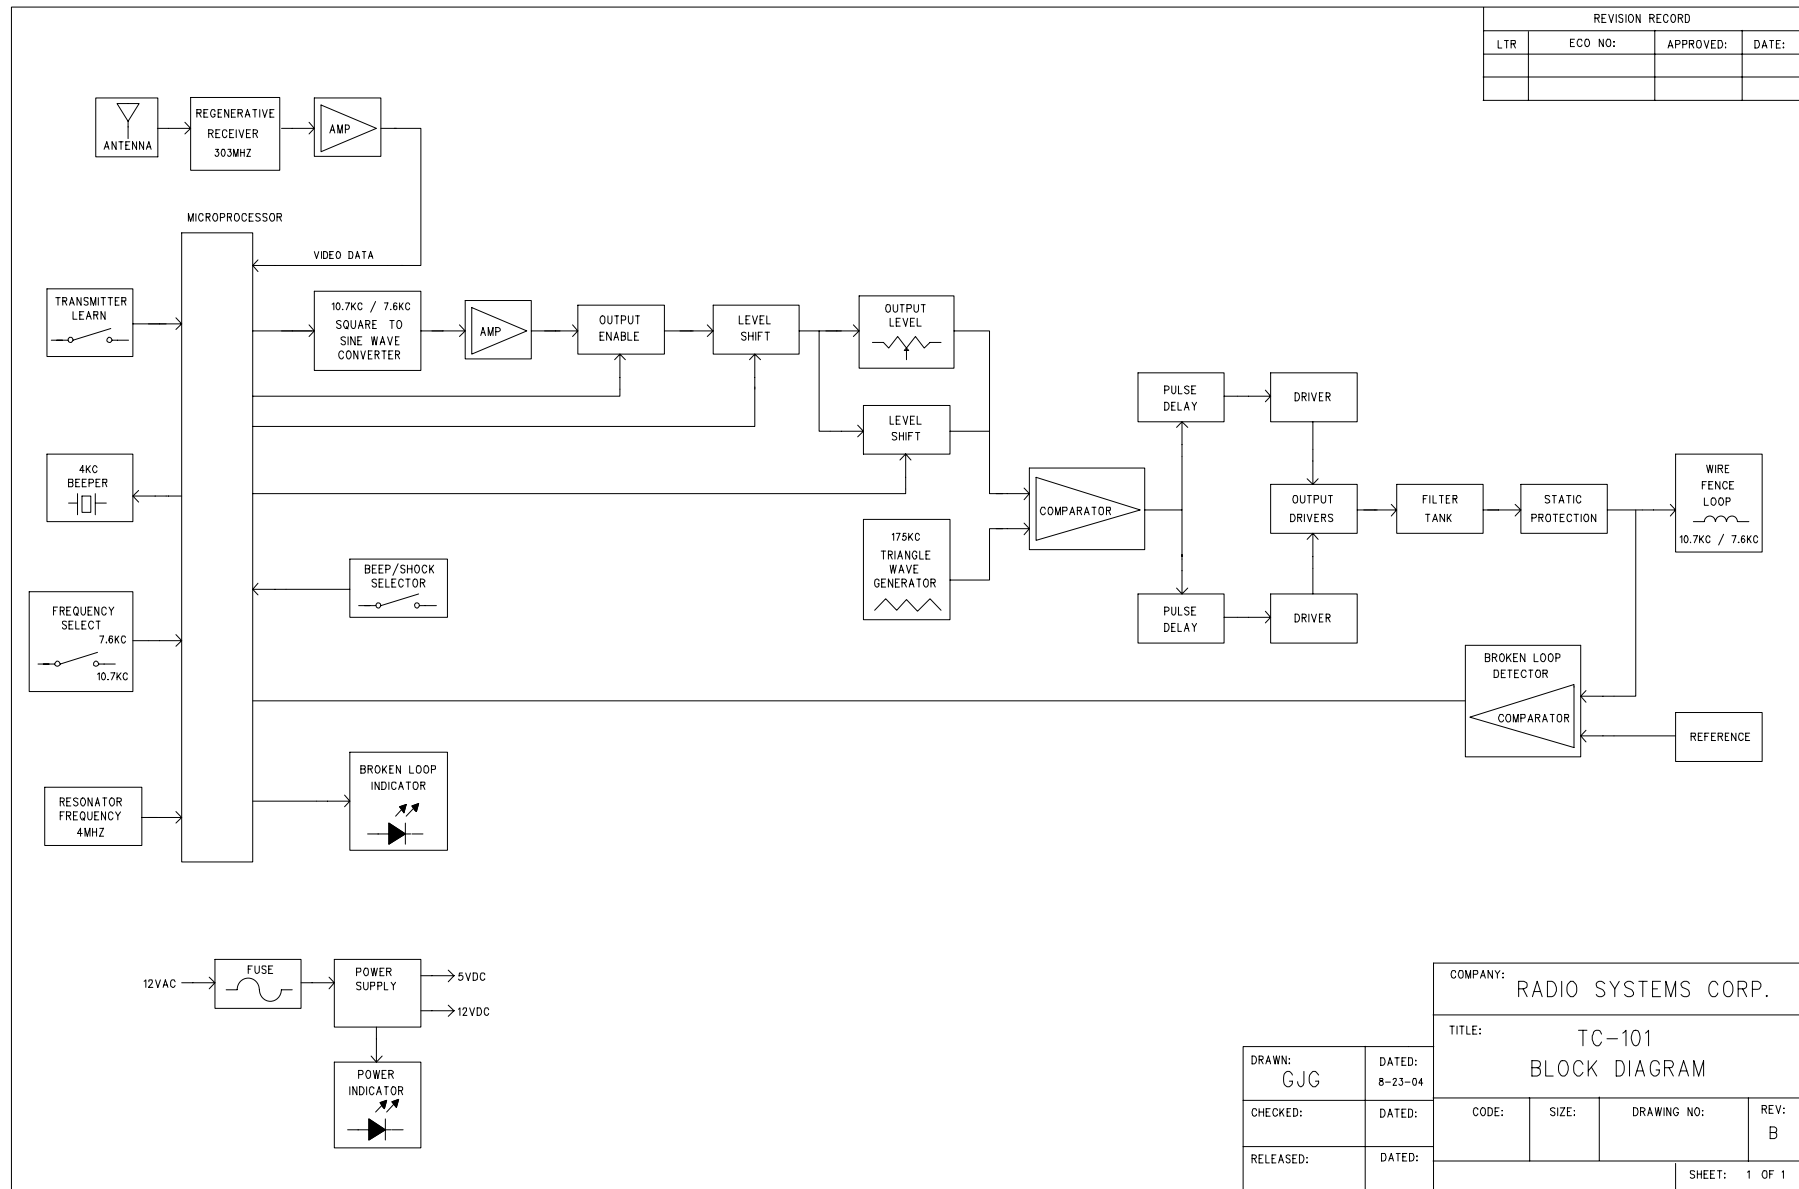 REVISION RECORD
LTR ECO NO: APPROVED: DATE:
ANTENNA
REGENERATIVE
RECEIVER
303MHZ
AMP
MICROPROCESSOR
VIDEO DATA
TRANSMITTER
LEARN
10.7KC / 7.6KC
SQUARE TO
SINE WAVE
CONVERTER
AMP
OUTPUT
ENABLE
LEVEL
SHIFT
OUTPUT
LEVEL
LEVEL
SHIFT
4KC
BEEPER
175KC
TRIANGLE
WAVE
GENERATOR
COMPARATOR
PULSE
DELAY
DRIVER
OUTPUT
DRIVERS
FILTER
TANK
STATIC
PROTECTION
WIRE
FENCE
LOOP
10.7KC / 7.6KC
PULSE
DELAY
DRIVER
BEEP/SHOCK
SELECTOR
FREQUENCY
SELECT
7.6KC
10.7KC
BROKEN LOOP
DETECTOR
COMPARATOR
REFERENCE
BROKEN LOOP
INDICATOR
RESONATOR
FREQUENCY
4MHZ
12VAC
FUSE
POWER
SUPPLY
5VDC
12VDC
POWER
INDICATOR
COMPANY:
RADIO SYSTEMS CORP.
TITLE:
TC-101
BLOCK DIAGRAM
DRAWN:
GJG
DATED:
8-23-04
CHECKED:
DATED:
RELEASED:
DATED:
CODE:
SIZE:
DRAWING NO:
REV:
B
SHEET: 1 OF 1